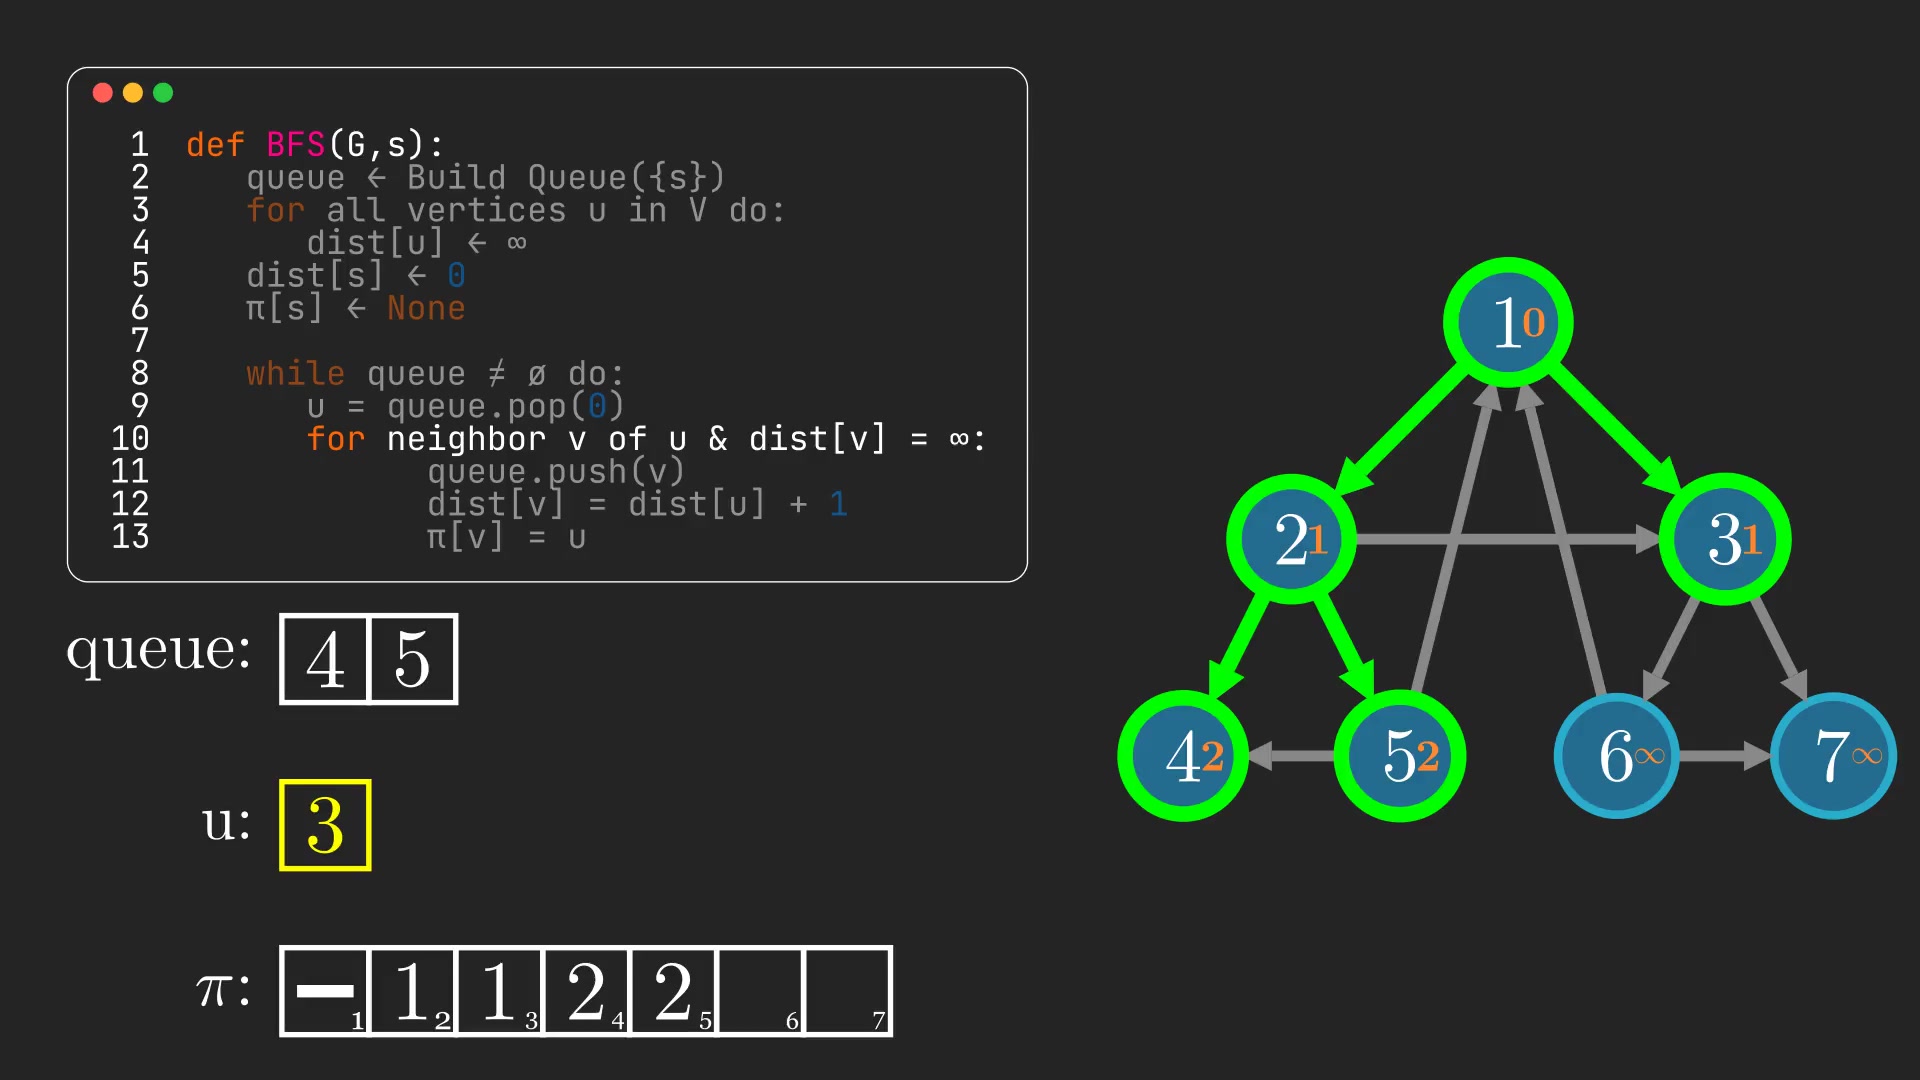 1 def BFS(G,s):
2 queue ← Build Queue({s})
3 for all vertices u in V do:
4 dist[u] ← ∞
5 dist[s] ← 0
6 π[s] ← None
7
8 while queue ≠ ø do:
9 u = queue.pop(0)
10 for neighbor v of u & dist[v] = ∞:
11 queue.push(v)
12 dist[v] = dist[u] + 1
13 π[v] = u
queue: 4 5
u: 3
π: – 1 1 2 2
1 2 3 4 5 6 7
1 0
2 1 3 1
4 2 5 2 6 ∞ 7 ∞